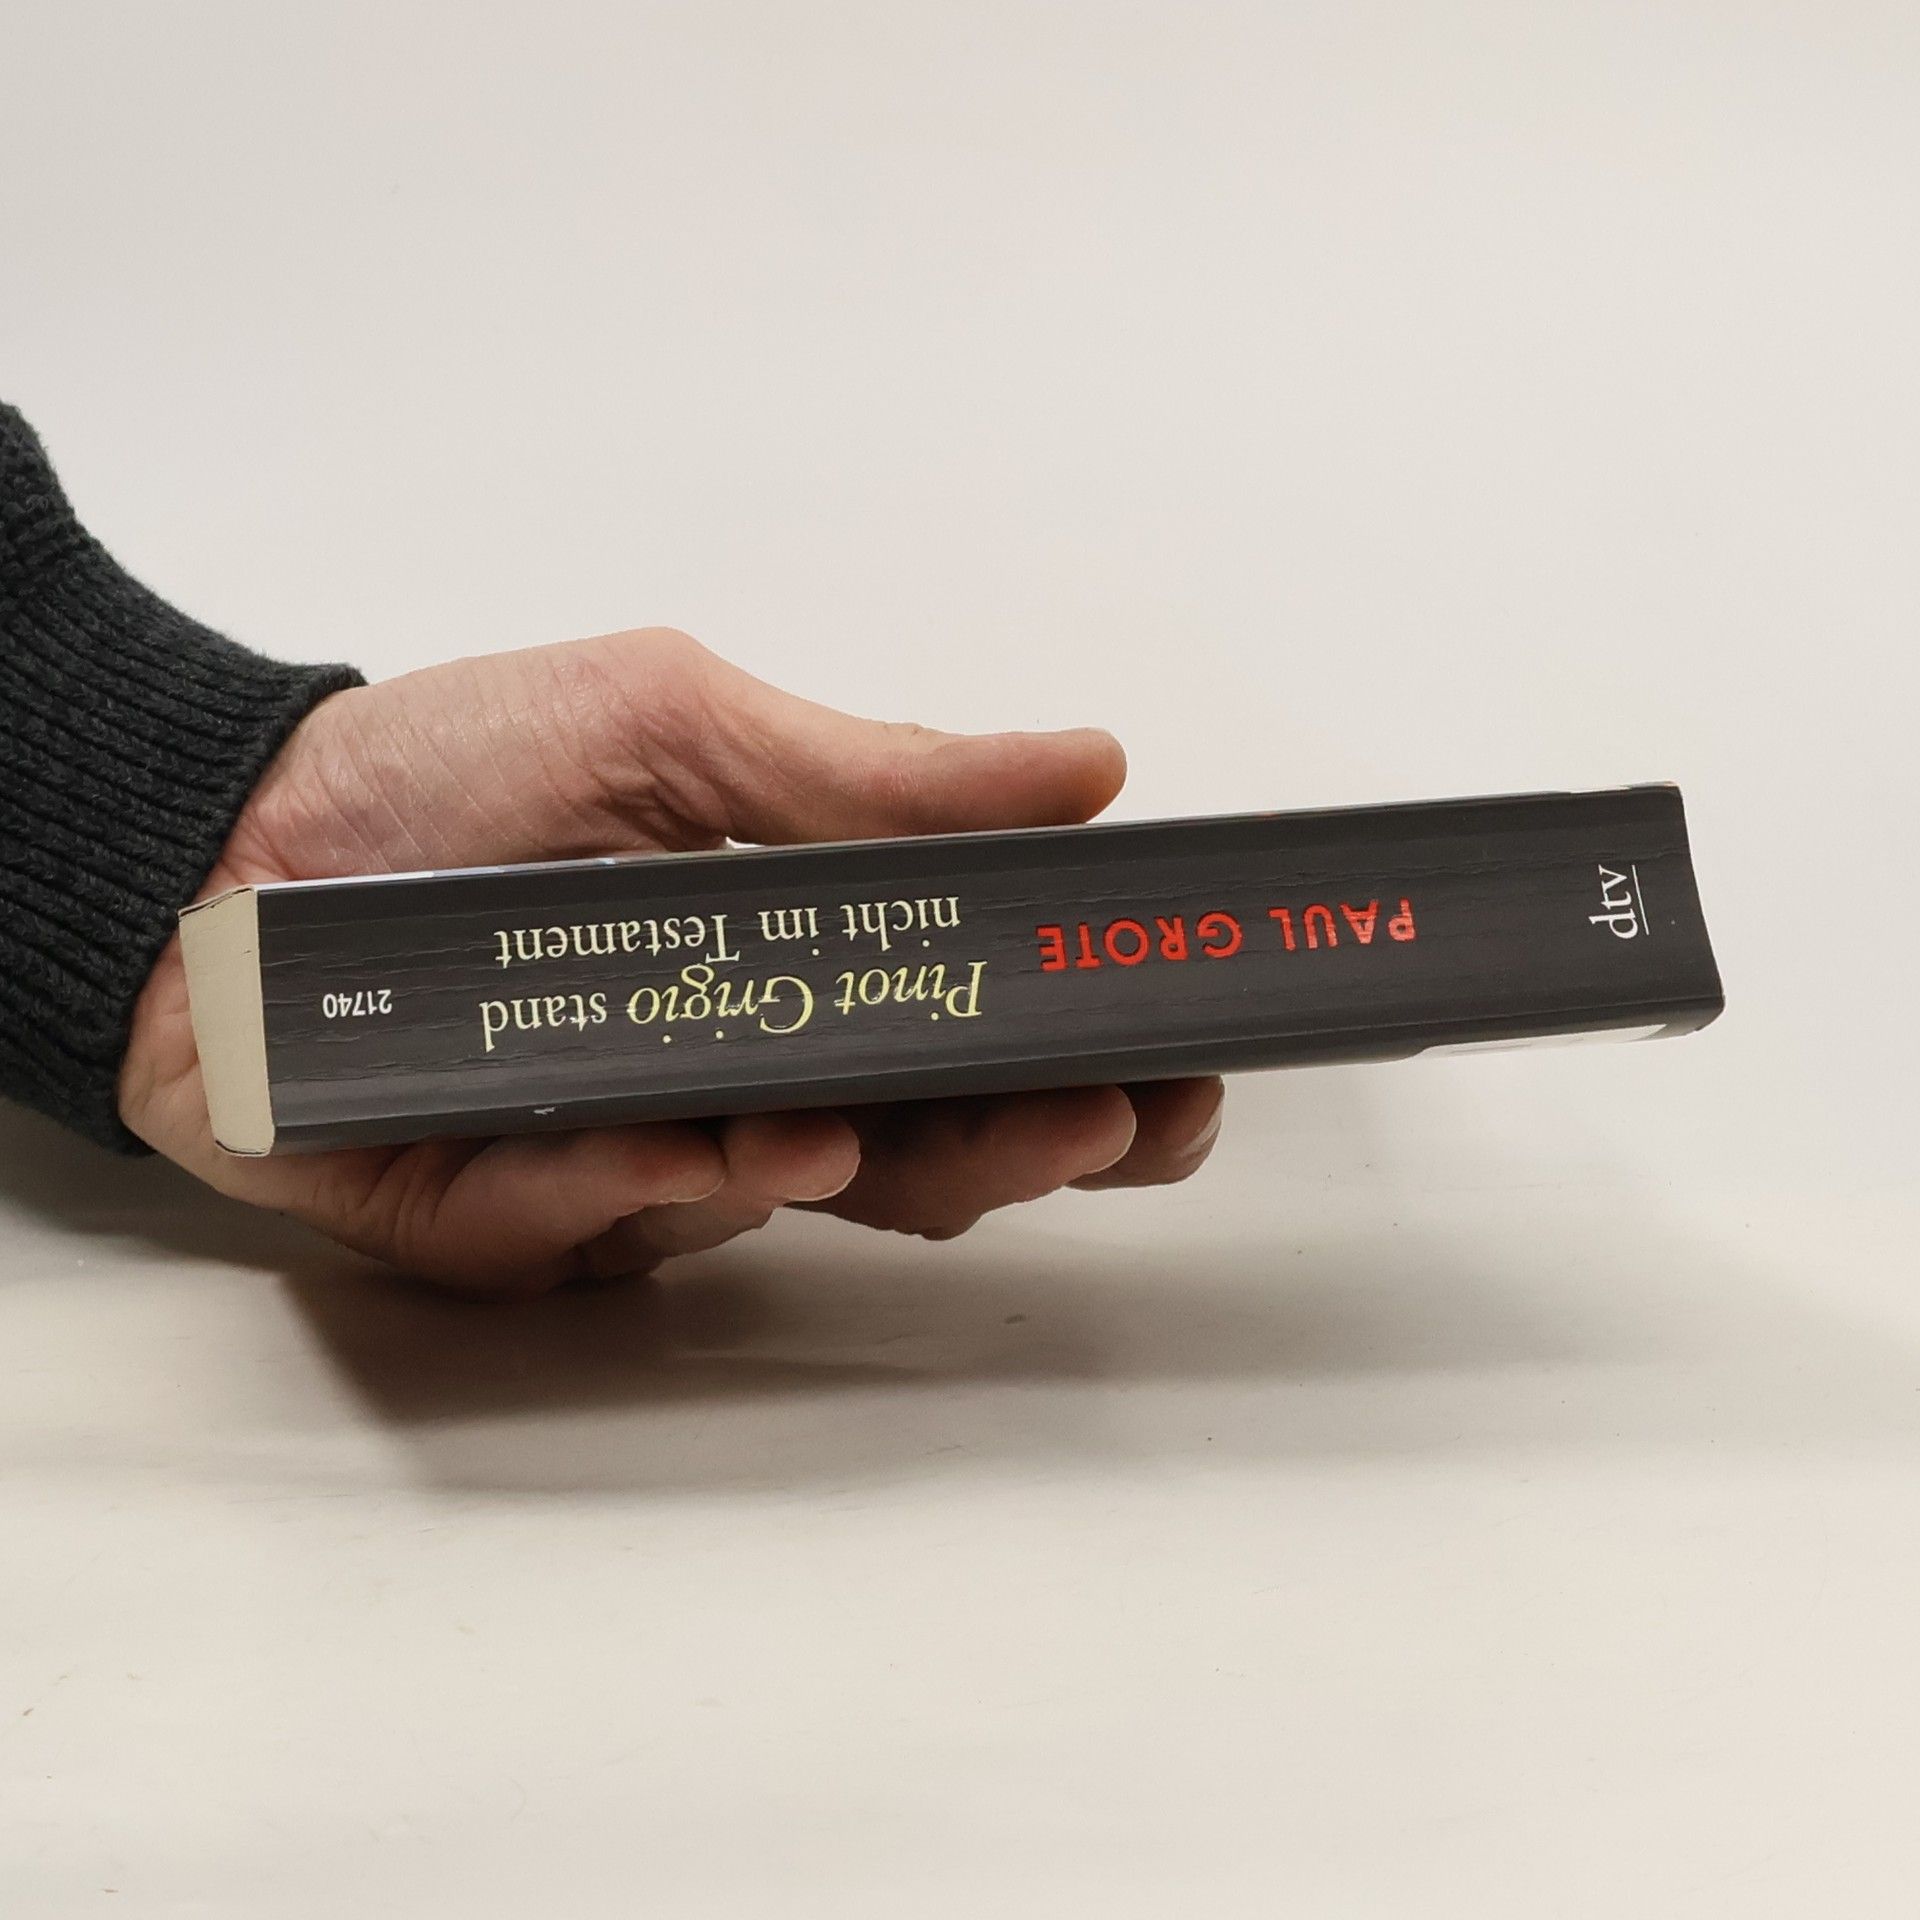 dtv
PAUL GROTE
Pinot Grigio stand
nicht im Testament
21740